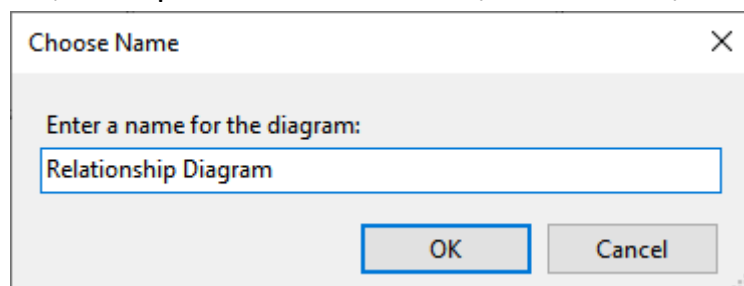 Choose Name
Enter a name for the diagram:
Relationship Diagram
OK
Cancel